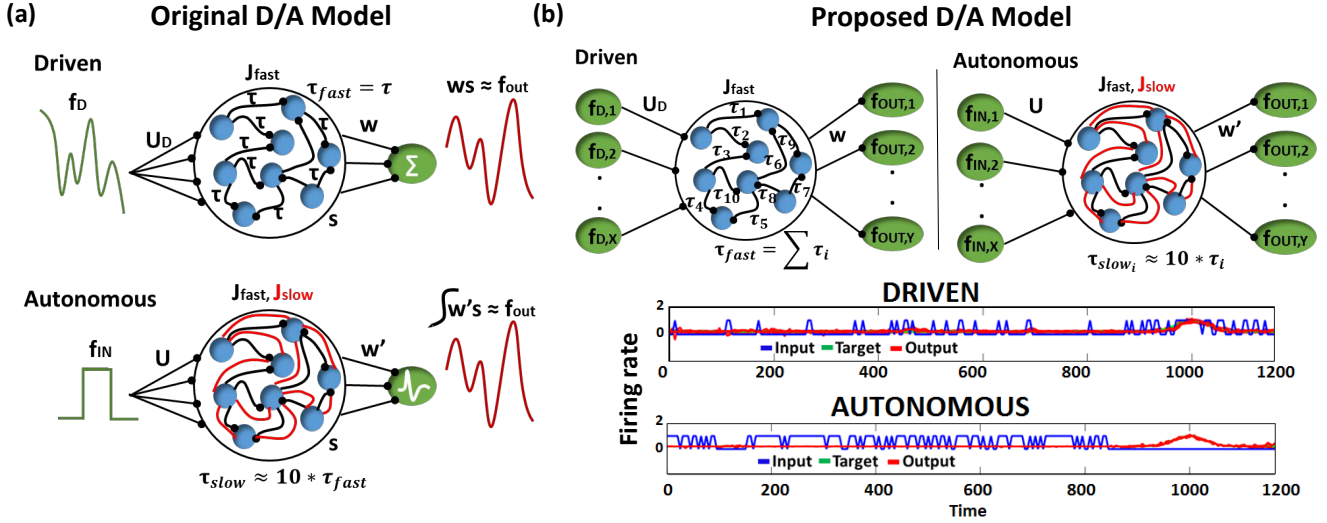 (a) Original D/A Model
Driven
f_D
U_D
J_fast
τ_fast = τ
τ
τ
τ
τ
τ
τ
τ
τ
s
w
Σ
ws ≈ f_out
Autonomous
f_IN
U
J_fast, J_slow
s
w'
∫w's ≈ f_out
τ_slow ≈ 10 * τ_fast
(b) Proposed D/A Model
Driven
f_D,1
f_D,2
f_D,X
U_D
J_fast
τ_1
τ_2
τ_3
τ_9
τ_6
τ_7
τ_4
τ_10
τ_8
τ_5
w
f_OUT,1
f_OUT,2
f_OUT,Y
τ_fast = ∑ τ_i
Autonomous
f_IN,1
f_IN,2
f_IN,X
U
J_fast, J_slow
w'
f_OUT,1
f_OUT,2
f_OUT,Y
τ_slow_i ≈ 10 * τ_i
DRIVEN
2
0
Input Target Output
0 200 400 600 800 1000 1200
Firing rate
AUTONOMOUS
2
0
Input Target Output
0 200 400 600 800 1000 1200
Time